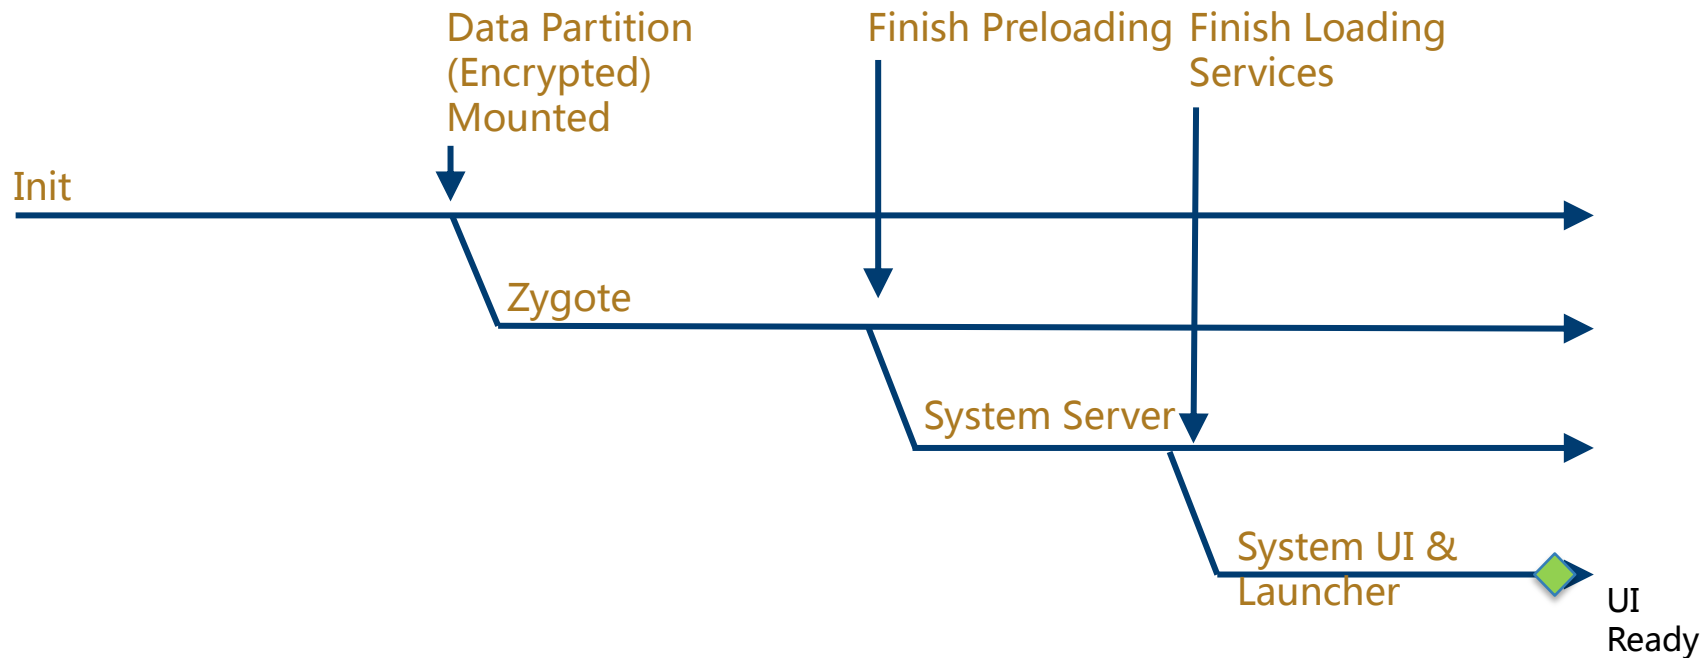 Data Partition
(Encrypted)
Mounted
Finish Preloading
Finish Loading
Services
Init
Zygote
System Server
System UI &
Launcher
UI
Ready